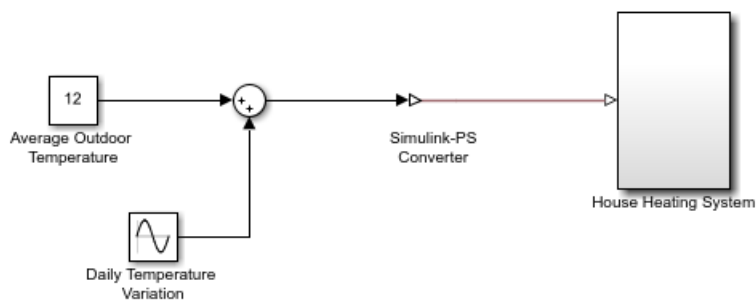 12
Average Outdoor
Temperature
Simulink-PS
Converter
House Heating System
Daily Temperature
Variation